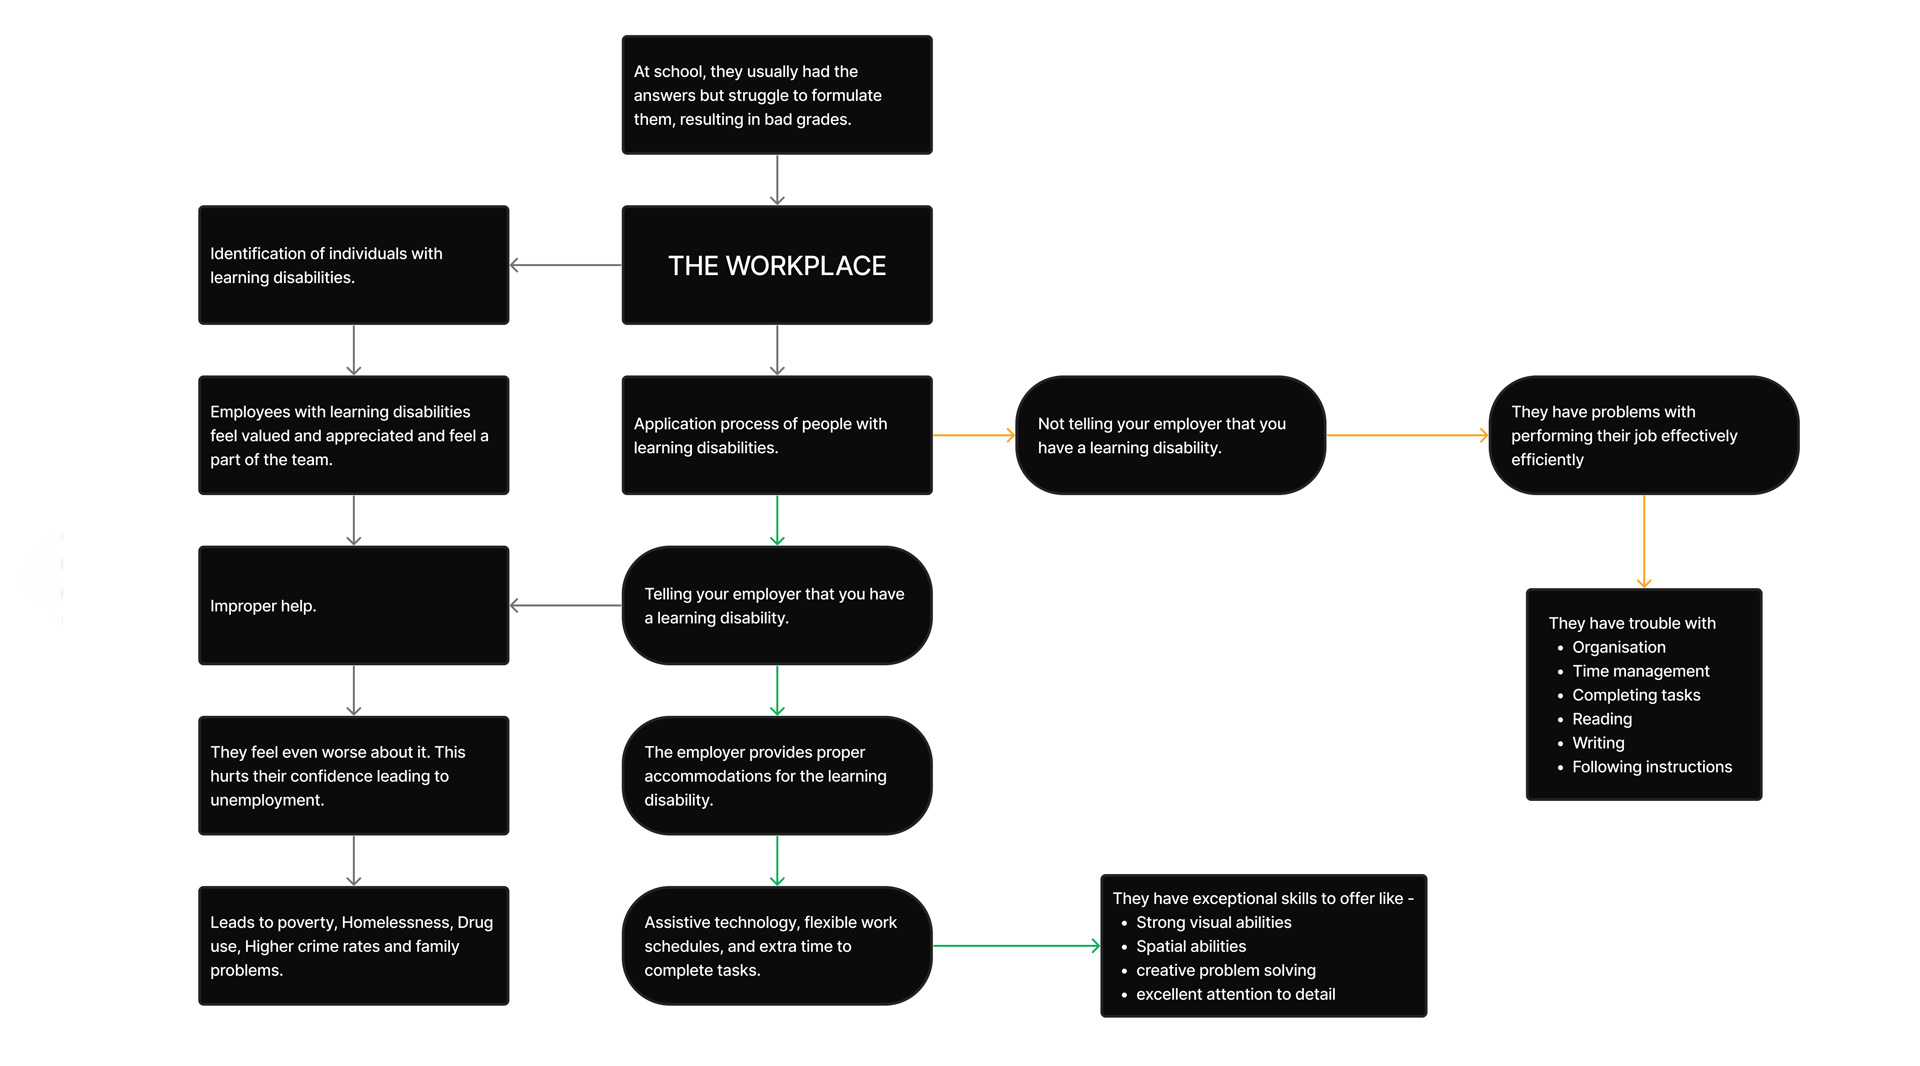 At school, they usually had the
answers but struggle to formulate
them, resulting in bad grades.
Identification of individuals with
learning disabilities.
THE WORKPLACE
Employees with learning disabilities
feel valued and appreciated and feel a
part of the team.
Application process of people with
learning disabilities.
Not telling your employer that you
have a learning disability.
They have problems with
performing their job effectively
efficiently
Improper help.
Telling your employer that you have
a learning disability.
They have trouble with
• Organisation
• Time management
• Completing tasks
• Reading
• Writing
• Following instructions
They feel even worse about it. This
hurts their confidence leading to
unemployment.
The employer provides proper
accommodations for the learning
disability.
Leads to poverty, Homelessness, Drug
use, Higher crime rates and family
problems.
Assistive technology, flexible work
schedules, and extra time to
complete tasks.
They have exceptional skills to offer like -
• Strong visual abilities
• Spatial abilities
• creative problem solving
• excellent attention to detail